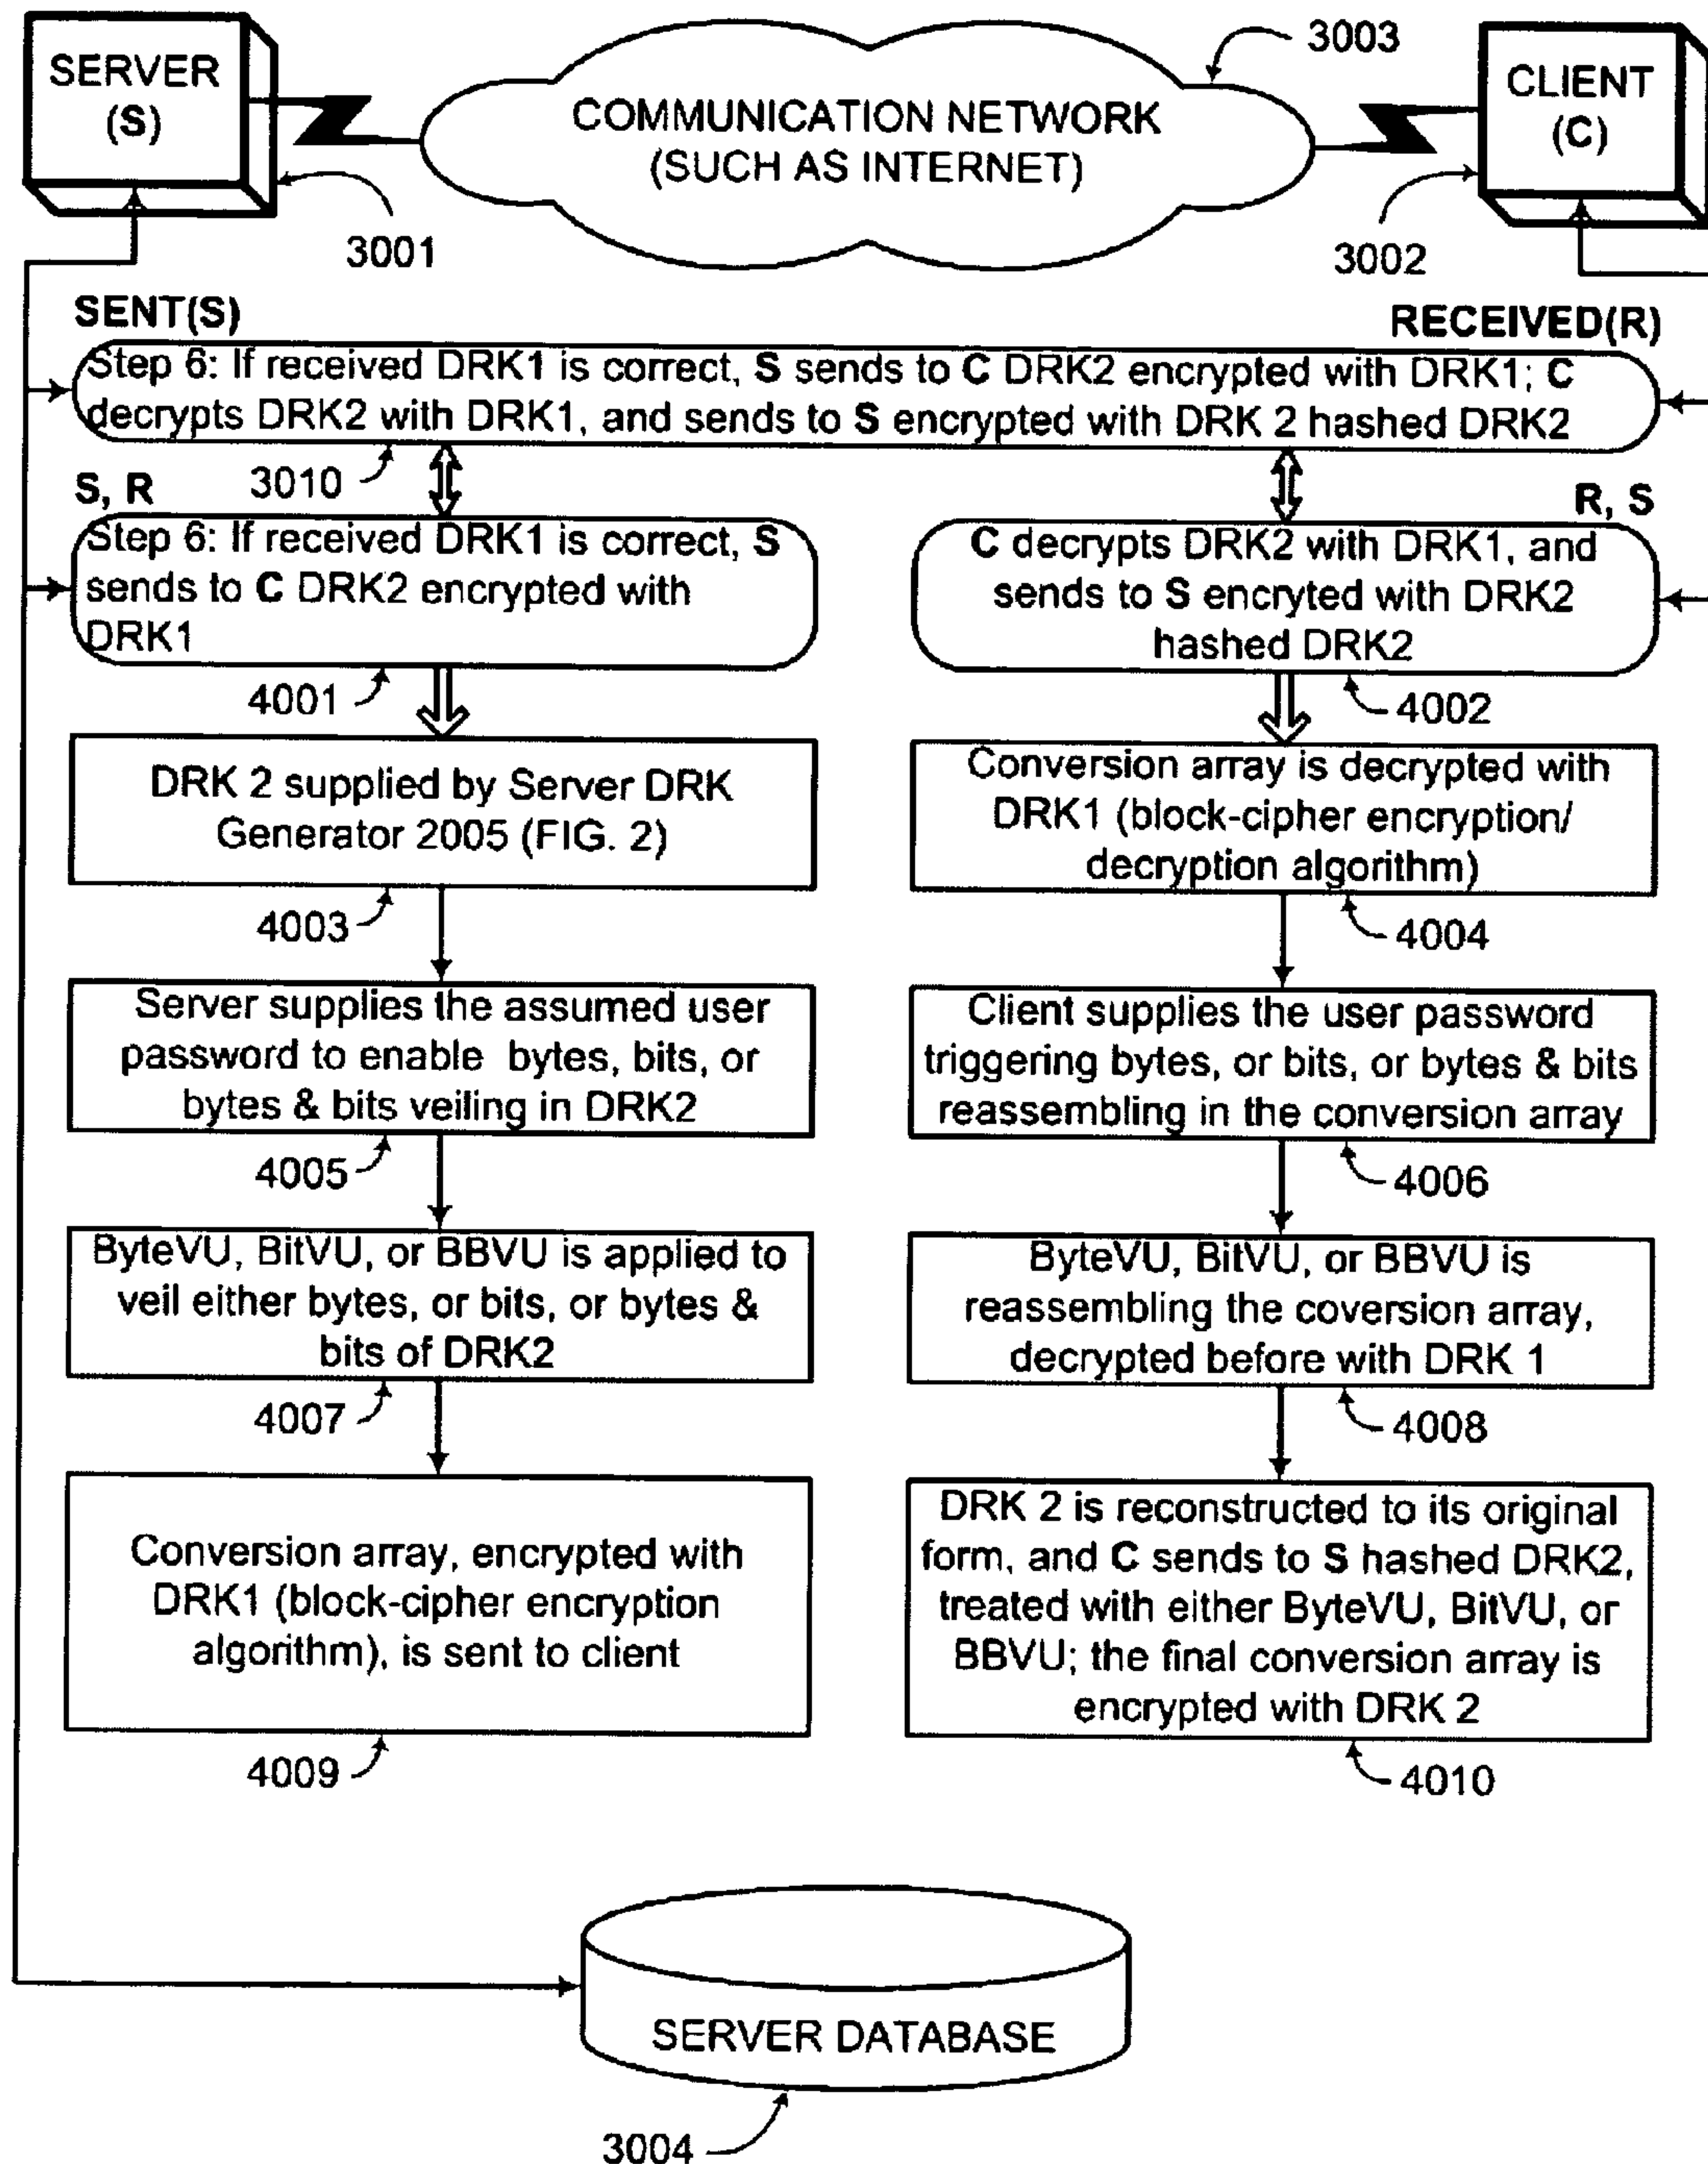 SERVER
(S)
COMMUNICATION NETWORK
(SUCH AS INTERNET)
3003
CLIENT
(C)
3001
3002
SENT(S)
RECEIVED(R)
Step 6: If received DRK1 is correct, S sends to C DRK2 encrypted with DRK1; C
decrypts DRK2 with DRK1, and sends to S encrypted with DRK 2 hashed DRK2
3010
S, R
R, S
Step 6: If received DRK1 is correct, S
sends to C DRK2 encrypted with
DRK1
4001
C decrypts DRK2 with DRK1, and
sends to S encryted with DRK2
hashed DRK2
4002
DRK 2 supplied by Server DRK
Generator 2005 (FIG. 2)
4003
Conversion array is decrypted with
DRK1 (block-cipher encryption/
decryption algorithm)
4004
Server supplies the assumed user
password to enable bytes, bits, or
bytes & bits veiling in DRK2
4005
Client supplies the user password
triggering bytes, or bits, or bytes & bits
reassembling in the conversion array
4006
ByteVU, BitVU, or BBVU is applied to
veil either bytes, or bits, or bytes &
bits of DRK2
4007
ByteVU, BitVU, or BBVU is
reassembling the coversion array,
decrypted before with DRK 1
4008
Conversion array, encrypted with
DRK1 (block-cipher encryption
algorithm), is sent to client
4009
DRK 2 is reconstructed to its original
form, and C sends to S hashed DRK2,
treated with either ByteVU, BitVU, or
BBVU; the final conversion array is
encrypted with DRK 2
4010
SERVER DATABASE
3004